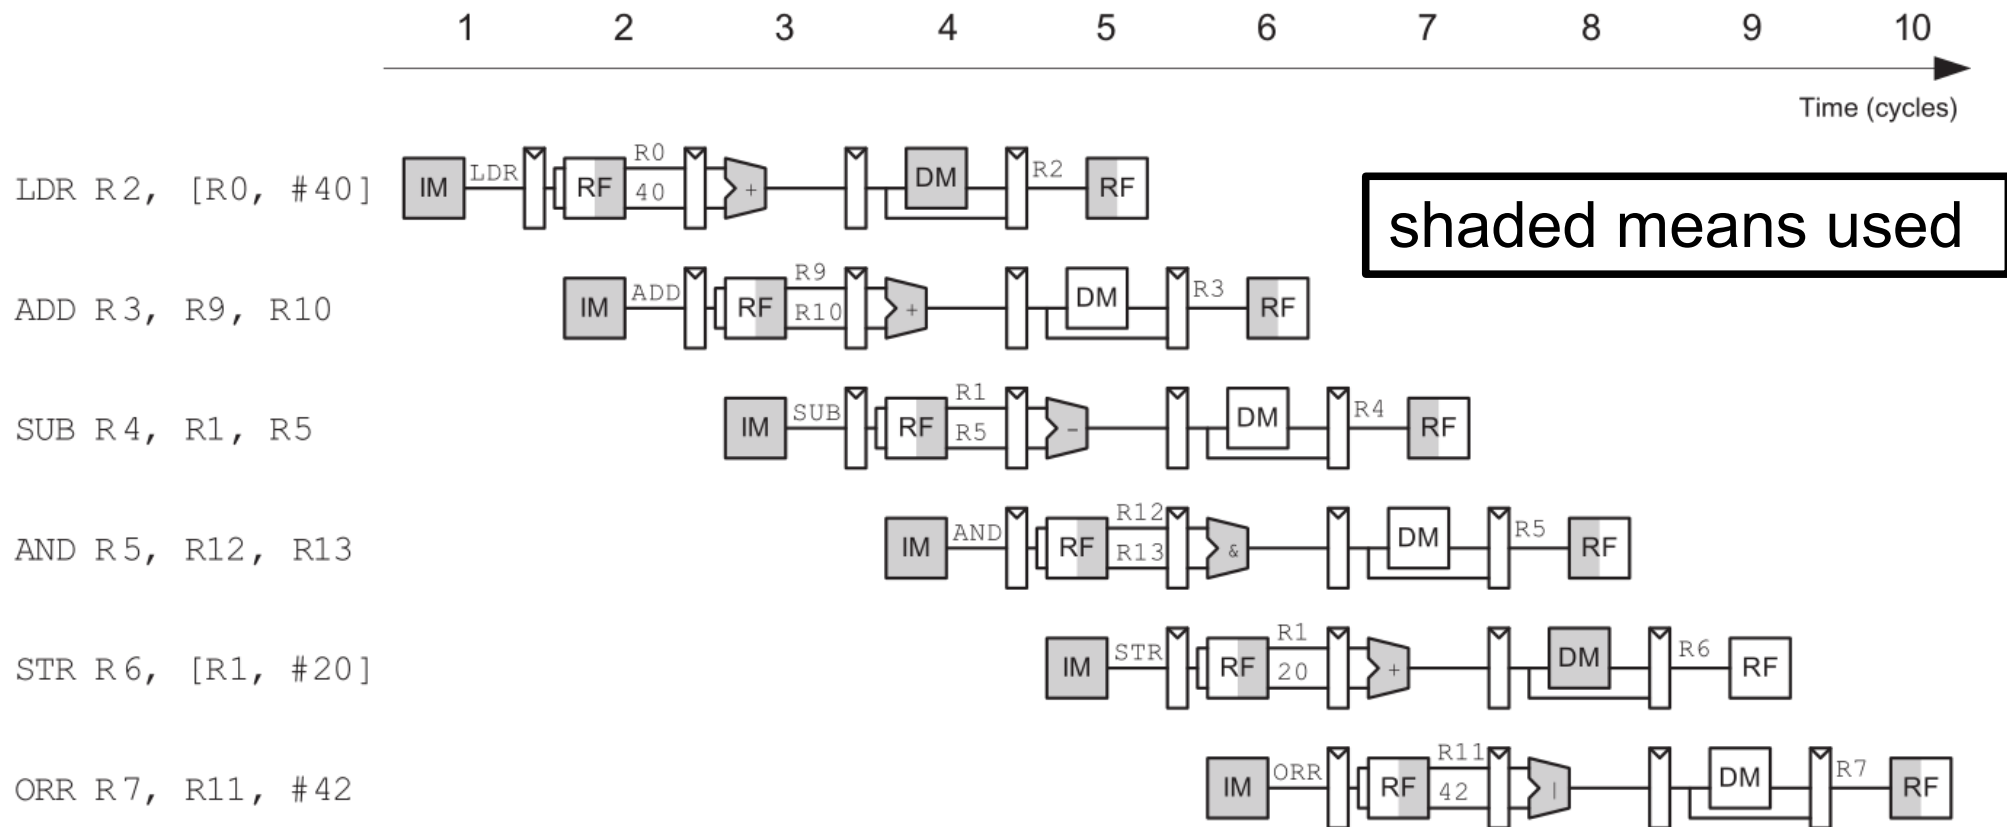 1 2 3 4 5 6 7 8 9 10
Time (cycles)
LDR R2, [R0, #40] IM LDR RF R0 40 + DM R2 RF
shaded means used
ADD R3, R9, R10 IM ADD RF R9 R10 + DM R3 RF
SUB R4, R1, R5 IM SUB RF R1 R5 - DM R4 RF
AND R5, R12, R13 IM AND RF R12 R13 & DM R5 RF
STR R6, [R1, #20] IM STR RF R1 20 + DM R6 RF
ORR R7, R11, #42 IM ORR RF R11 42 | DM R7 RF